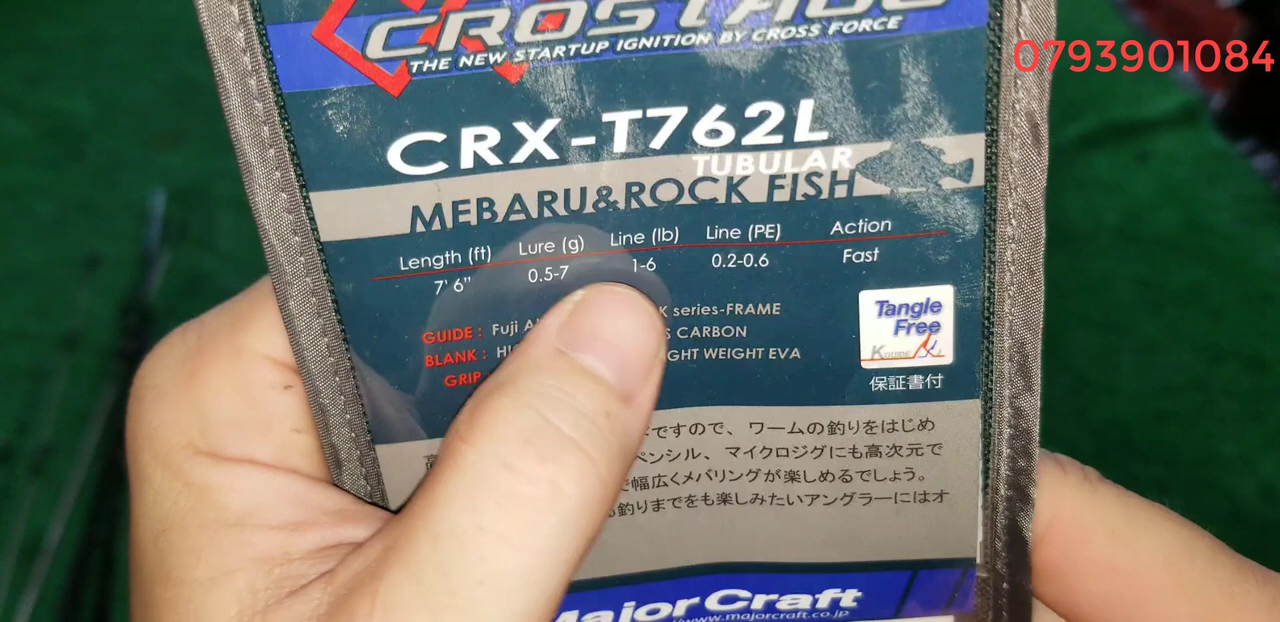 0793901084
THE NEW STARTUP IGNITION BY CROSS FORCE
CRX-T762L
TUBULAR
MEBARU&ROCK FISH
Length (ft) Lure (g) Line (lb) Line (PE) Action
7' 6" 0.5-7 1-6 0.2-0.6 Fast
GUIDE : Fuji K series-FRAME
BLANK : CARBON
GRIP WEIGHT EVA
Tangle
Free
K GUIDE
保証書付
ですので、ワームの釣りをはじめ
ペンシル、マイクロジグにも高次元で
で幅広くメバリングが楽しめるでしょう。
釣りまでをも楽しみたいアングラーにはオ
Major Craft
www.majorcraft.co.jp